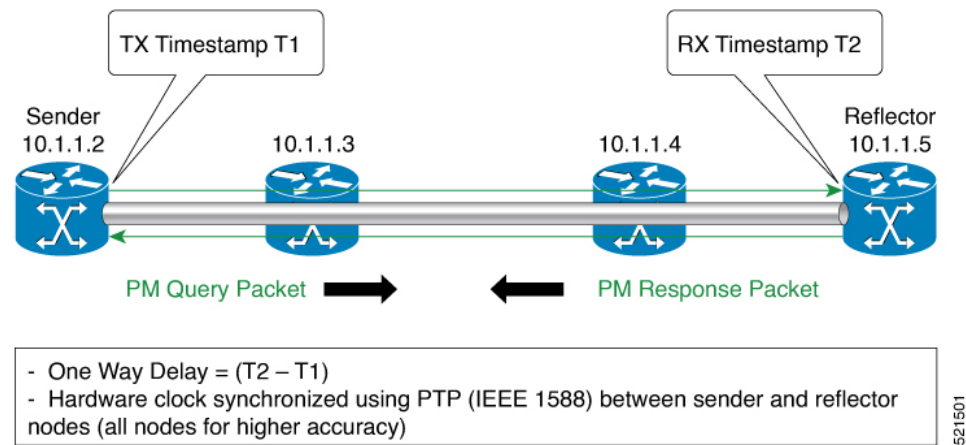 TX Timestamp T1
RX Timestamp T2
Sender
10.1.1.2
10.1.1.3
10.1.1.4
Reflector
10.1.1.5
PM Query Packet
PM Response Packet
- One Way Delay = (T2 – T1)
- Hardware clock synchronized using PTP (IEEE 1588) between sender and reflector
nodes (all nodes for higher accuracy)
521501